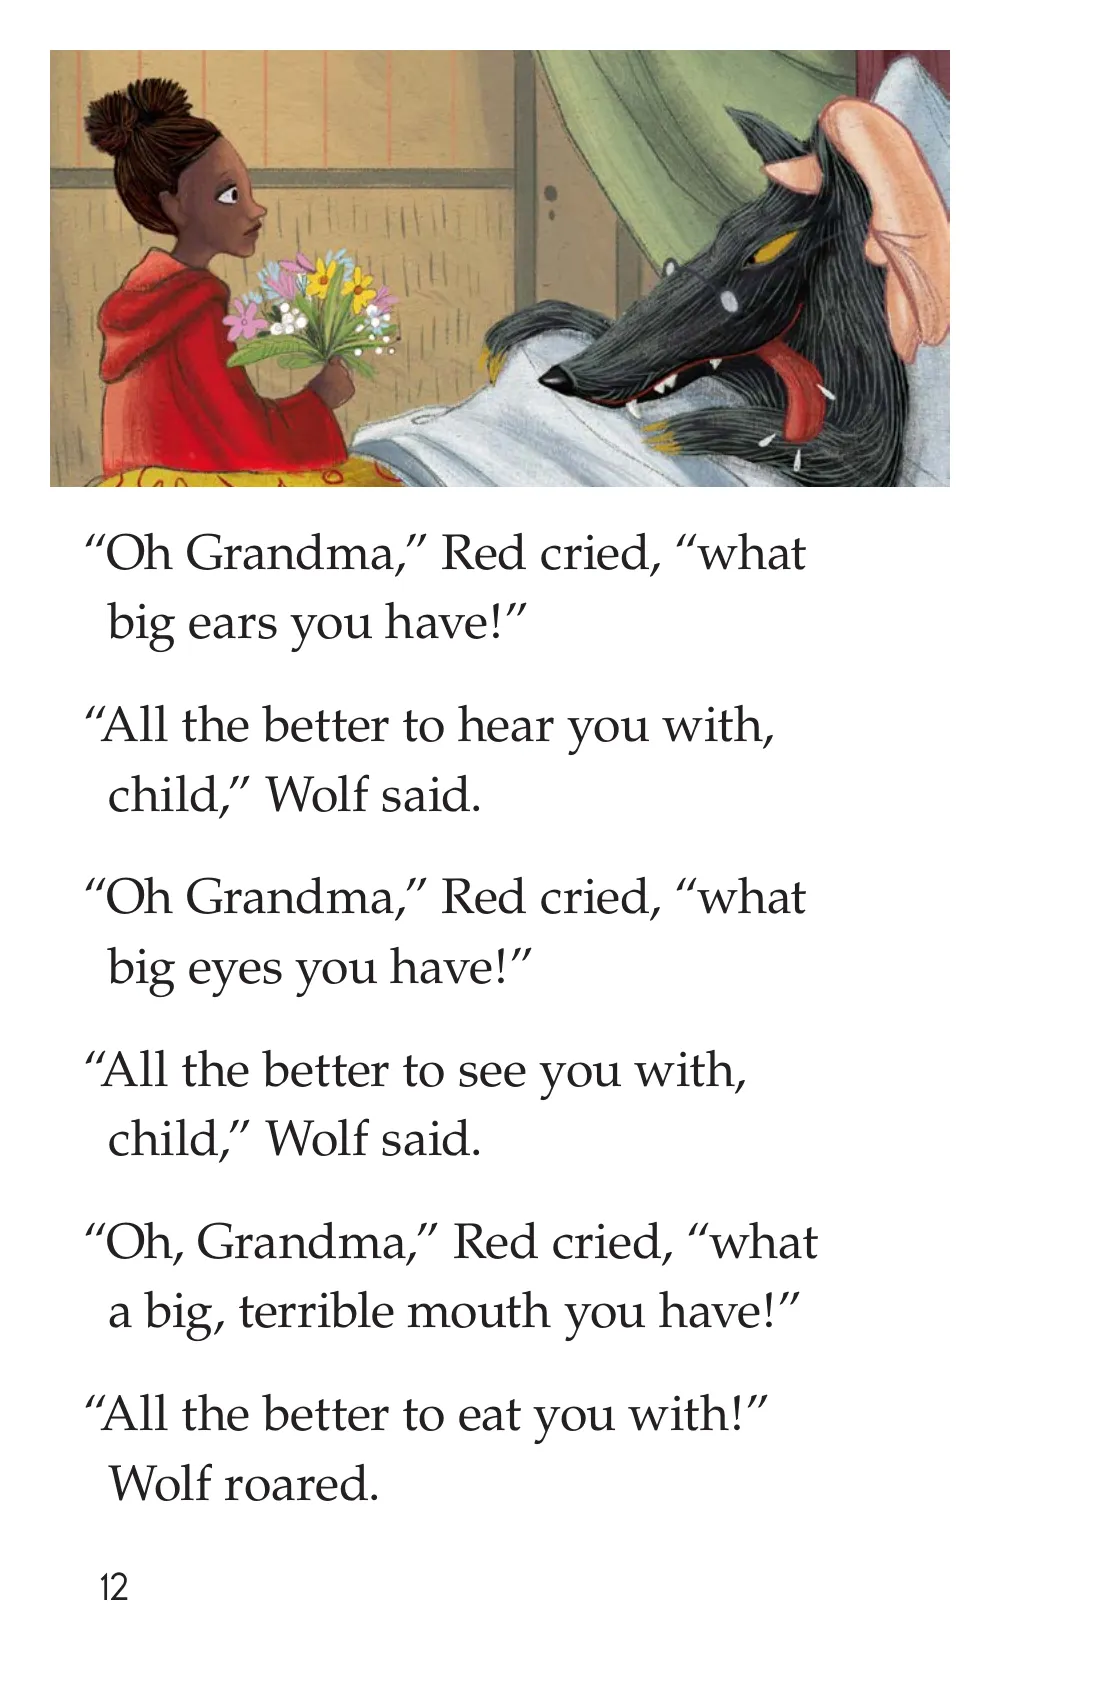 “Oh Grandma,” Red cried, “what
big ears you have!”
“All the better to hear you with,
child,” Wolf said.
“Oh Grandma,” Red cried, “what
big eyes you have!”
“All the better to see you with,
child,” Wolf said.
“Oh, Grandma,” Red cried, “what
a big, terrible mouth you have!”
“All the better to eat you with!”
Wolf roared.
12